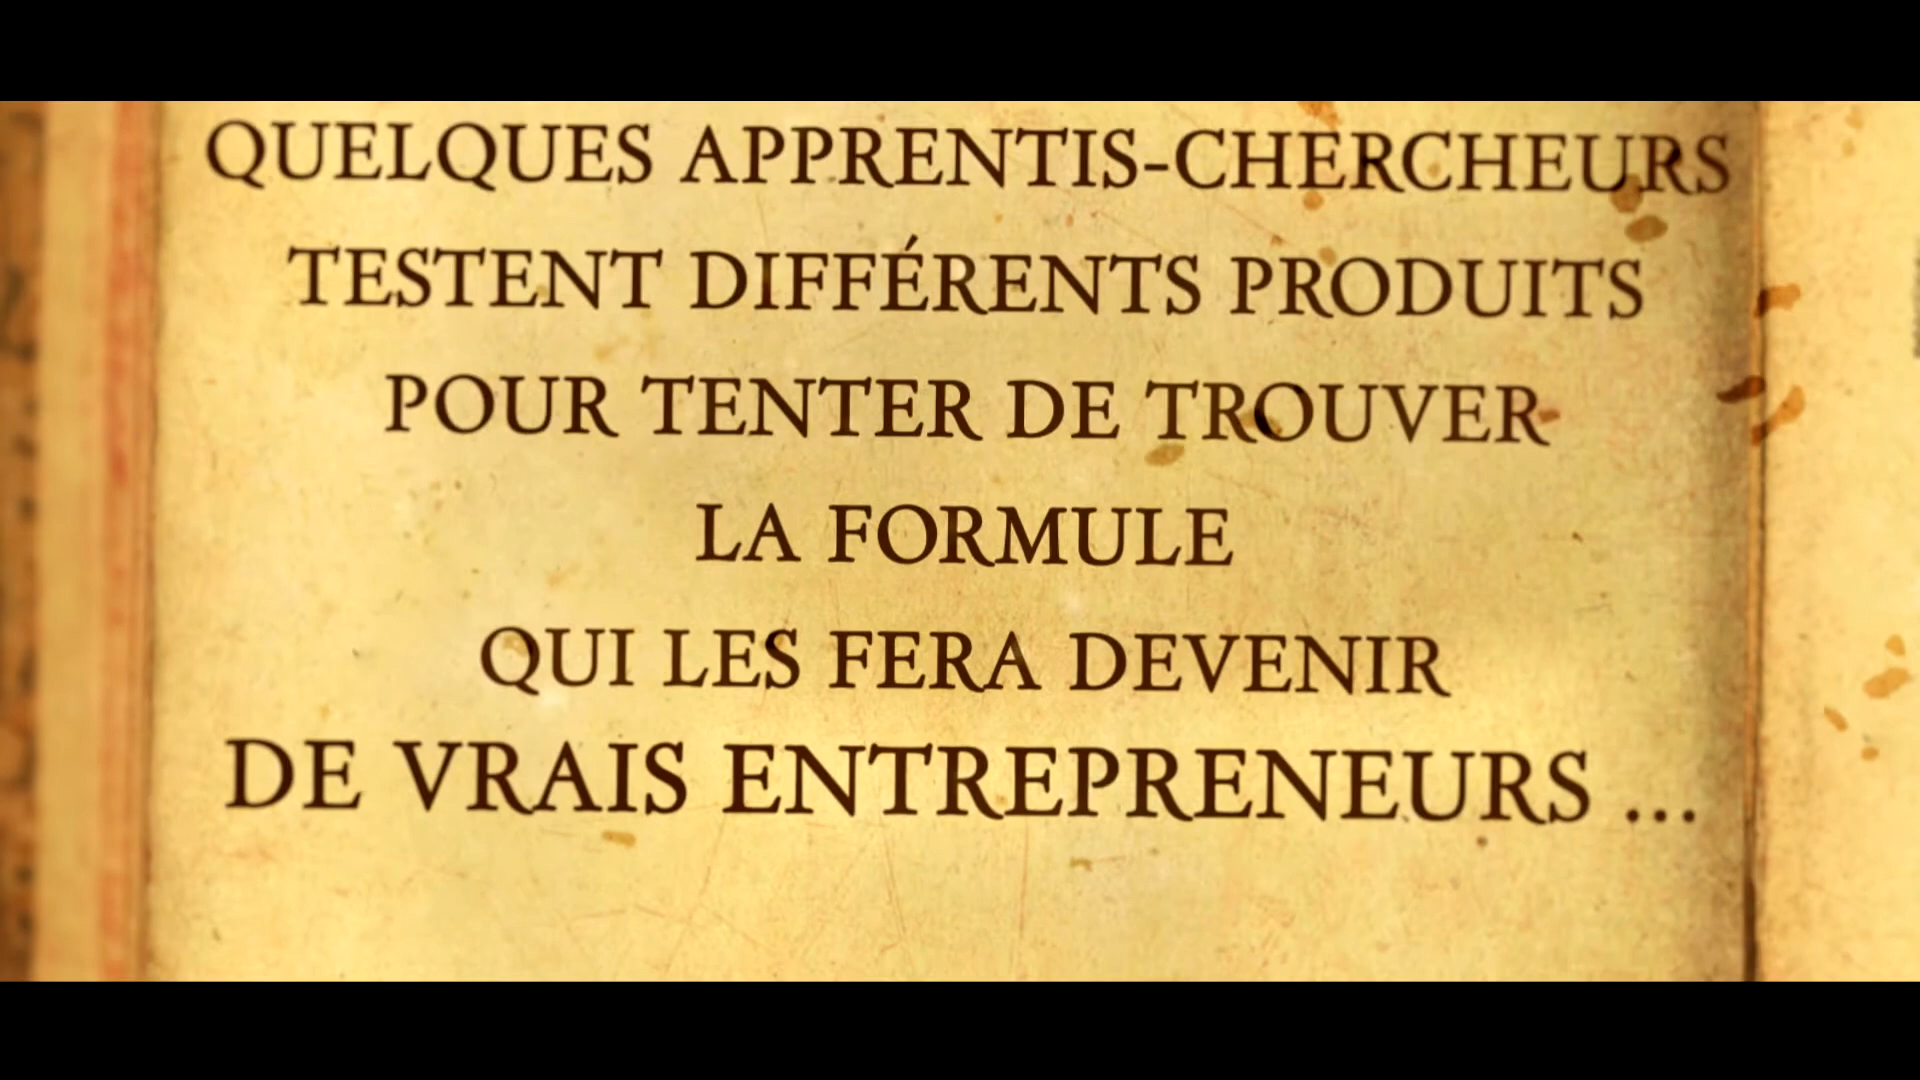 QUELQUES APPRENTIS-CHERCHEURS
TESTENT DIFFÉRENTS PRODUITS
POUR TENTER DE TROUVER
LA FORMULE
QUI LES FERA DEVENIR
DE VRAIS ENTREPRENEURS ...